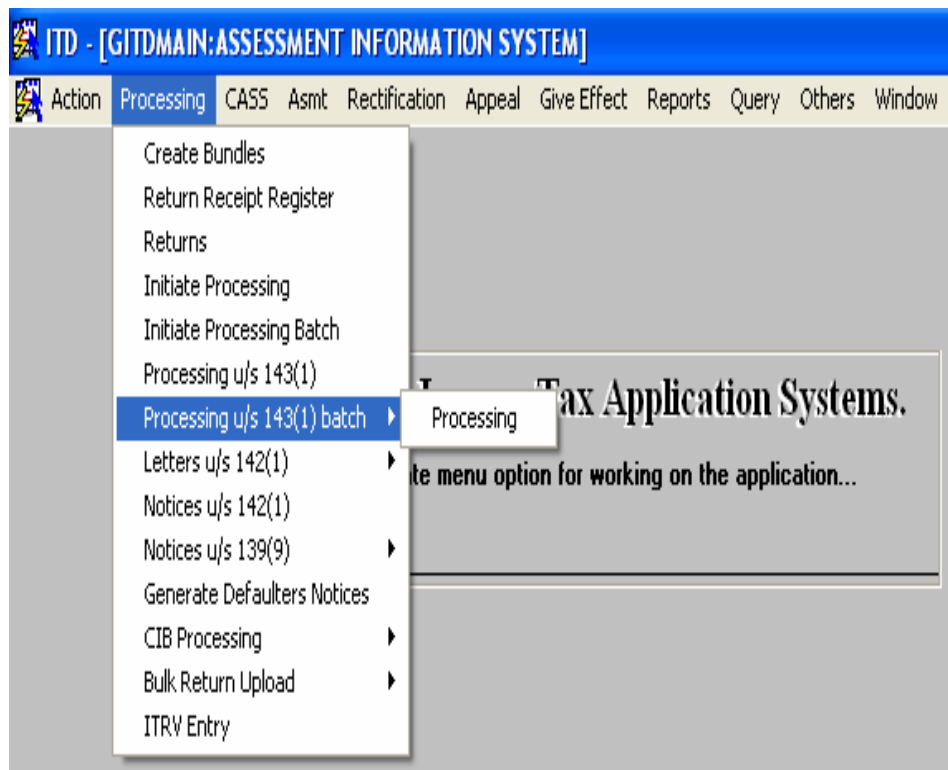 ITD - [GITDMAIN:ASSESSMENT INFORMATION SYSTEM]
Action Processing CASS Asmt Rectification Appeal Give Effect Reports Query Others Window
Create Bundles
Return Receipt Register
Returns
Initiate Processing
Initiate Processing Batch
Processing u/s 143(1)
Processing u/s 143(1) batch
Processing
Tax Application Systems.
Letters u/s 142(1)
menu option for working on the application...
Notices u/s 142(1)
Notices u/s 139(9)
Generate Defaulters Notices
CIB Processing
Bulk Return Upload
ITRV Entry